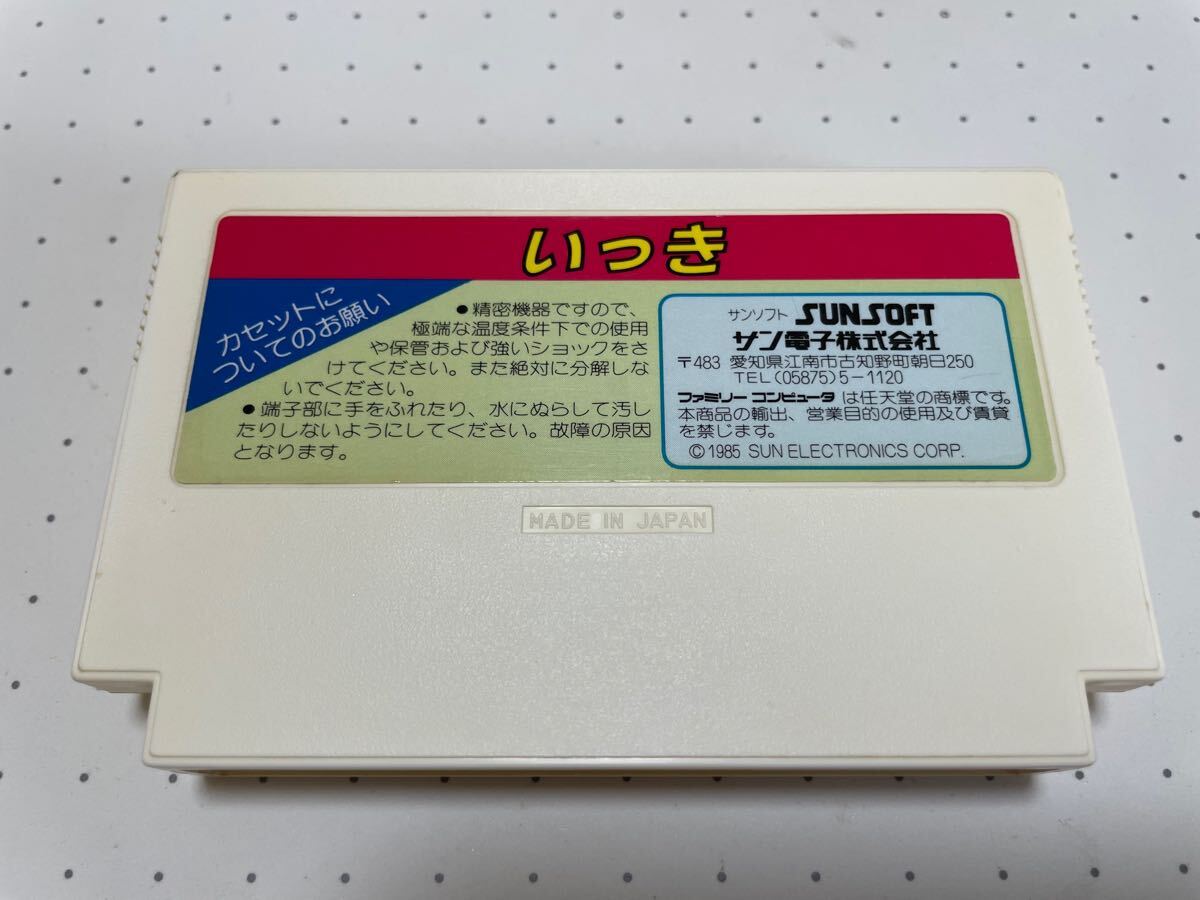 いっき
カセットに
ついてのお願い
●精密機器ですので、
極端な温度条件下での使用
や保管および強いショックをさ
けてください。また絶対に分解しな
いでください。
●端子部に手をふれたり、水にぬらして汚し
たりしないようにしてください。故障の原因
となります。
サンソフト SUNSOFT
サン電子株式会社
〒483 愛知県江南市古知野町朝日250
TEL(05875)5-1120
ファミリーコンピュータは任天堂の商標です。
本商品の輸出、営業目的の使用及び賃貸
を禁じます。
©1985 SUN ELECTRONICS CORP.
MADE IN JAPAN